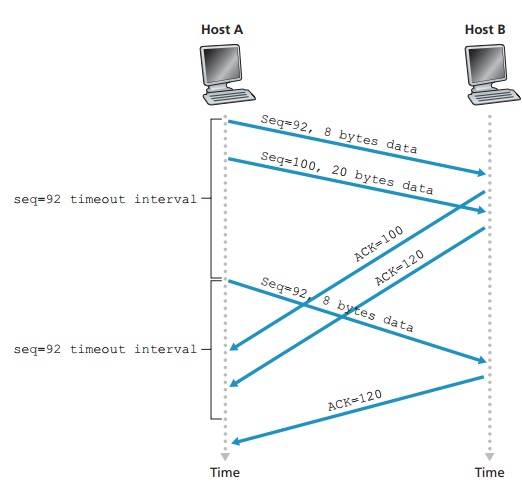 Host A
Host B
Seq=92, 8 bytes data
Seq=100, 20 bytes data
seq=92 timeout interval
ACK=100
ACK=120
Seq=92, 8 bytes data
seq=92 timeout interval
ACK=120
Time
Time